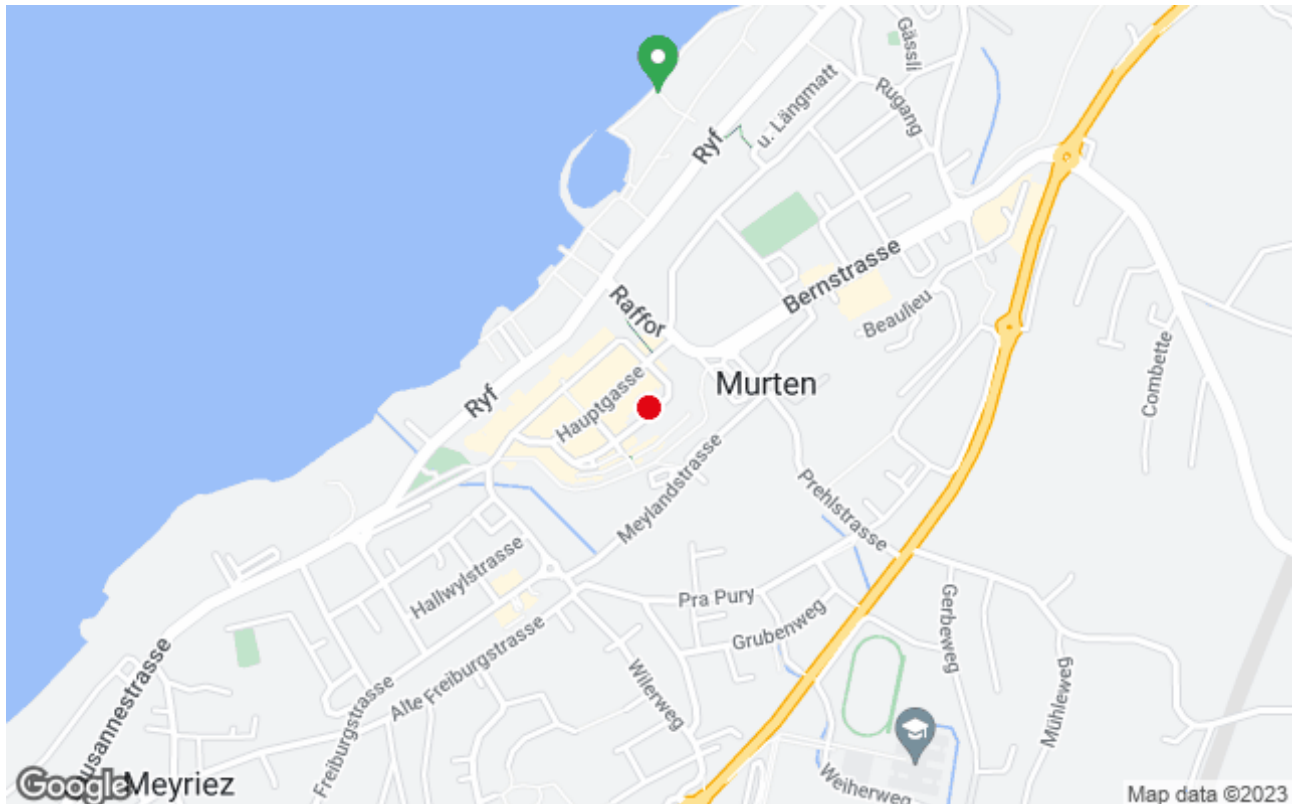 Gässli
Rugang
u. Längmatt
Ryf
Bernstrasse
Raffor
Beaulieu
Combette
Murten
Hauptgasse
Ryf
Meylandstrasse
Prehlstrasse
Hallwylstrasse
Pra Pury
Grubenweg
Gerbeweg
Alte Freiburgstrasse
Wilerweg
Mühleweg
Freiburgstrasse
usannestrasse
Weiherweg
Meyriez
Google
Map data ©2023